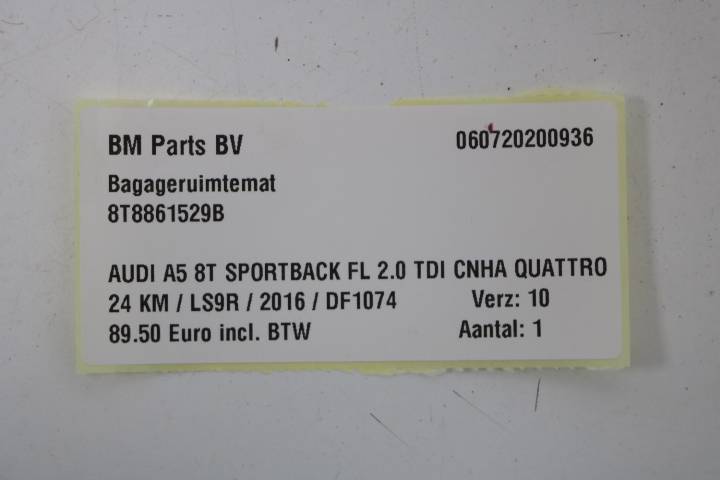 BM Parts BV 060720200936
Bagageruimtemat
8T8861529B
AUDI A5 8T SPORTBACK FL 2.0 TDI CNHA QUATTRO
24 KM / LS9R / 2016 / DF1074 Verz: 10
89.50 Euro incl. BTW Aantal: 1